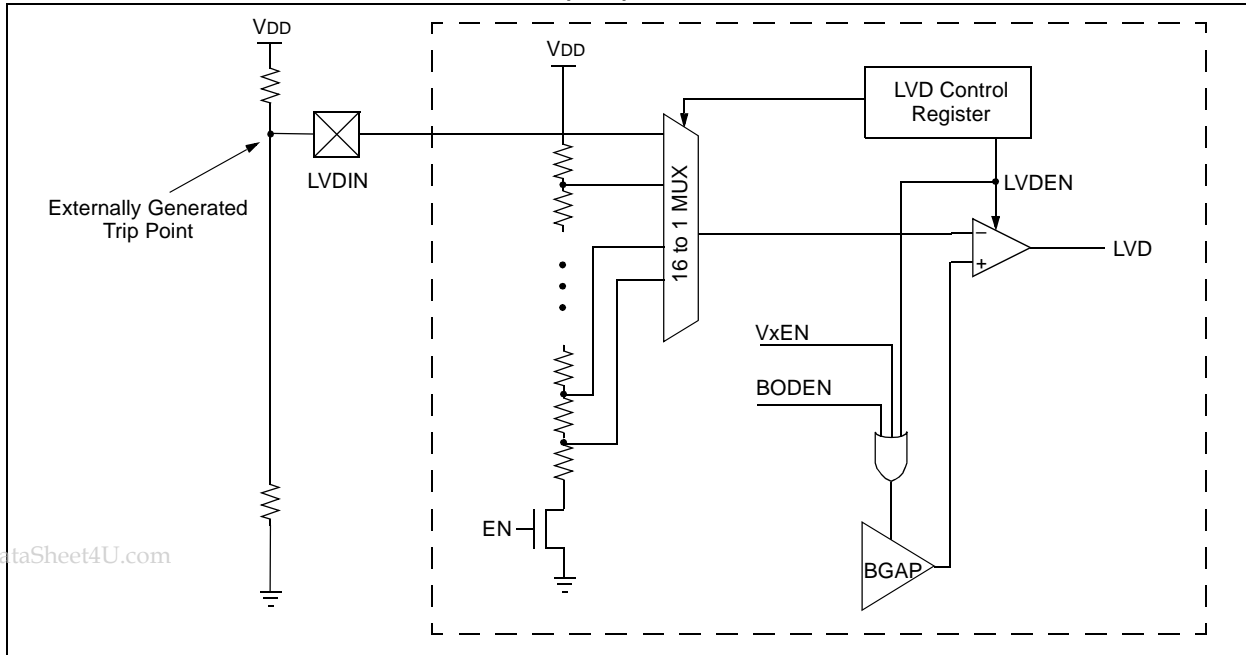 VDD
VDD
LVD Control
Register
LVDIN
16 to 1 MUX
LVDEN
Externally Generated
Trip Point
−
+
LVD
VxEN
BODEN
EN
BGAP
ataSheet4U.com